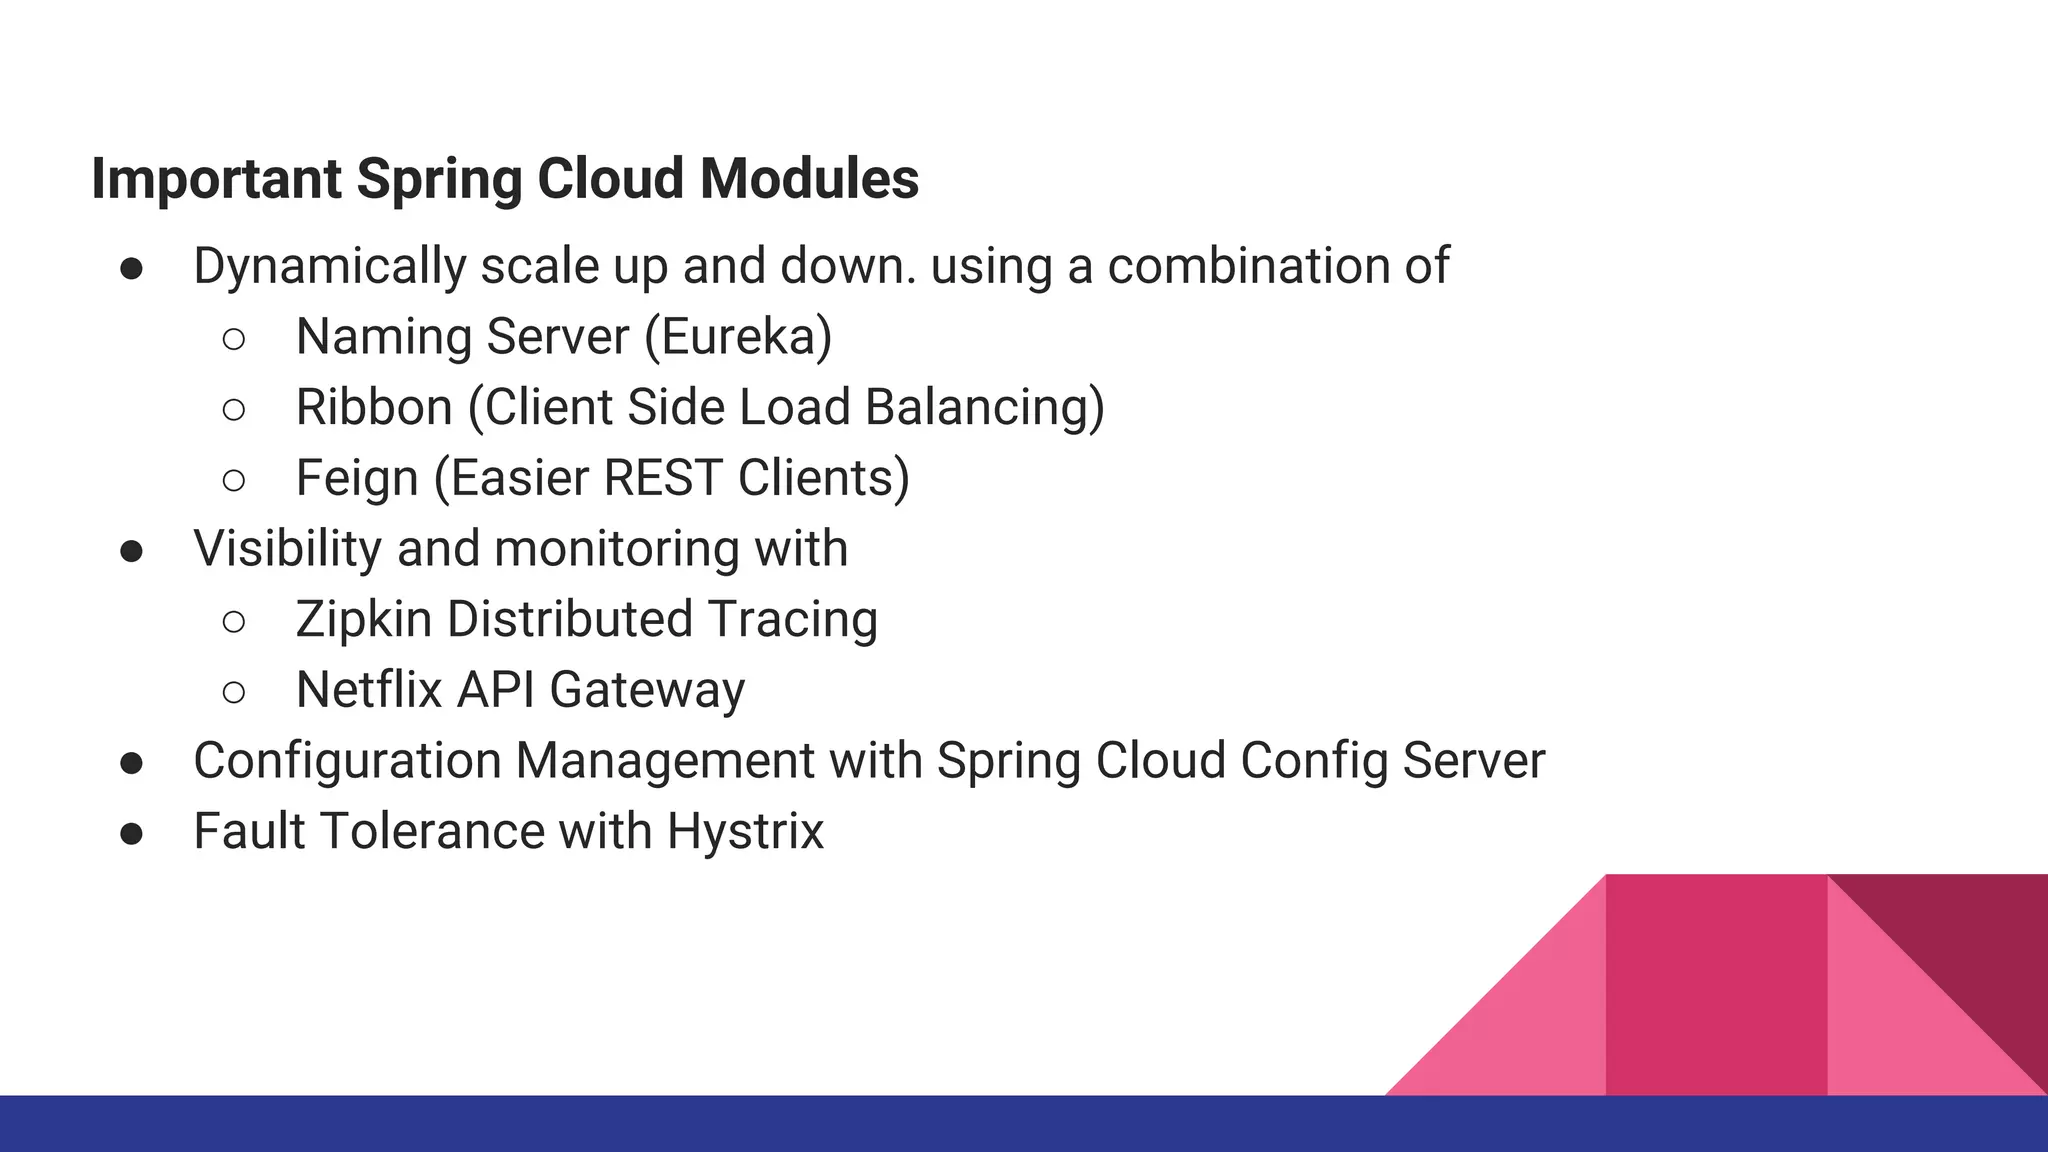 Important Spring Cloud Modules
● Dynamically scale up and down. using a combination of
○ Naming Server (Eureka)
○ Ribbon (Client Side Load Balancing)
○ Feign (Easier REST Clients)
● Visibility and monitoring with
○ Zipkin Distributed Tracing
○ Netflix API Gateway
● Configuration Management with Spring Cloud Config Server
● Fault Tolerance with Hystrix